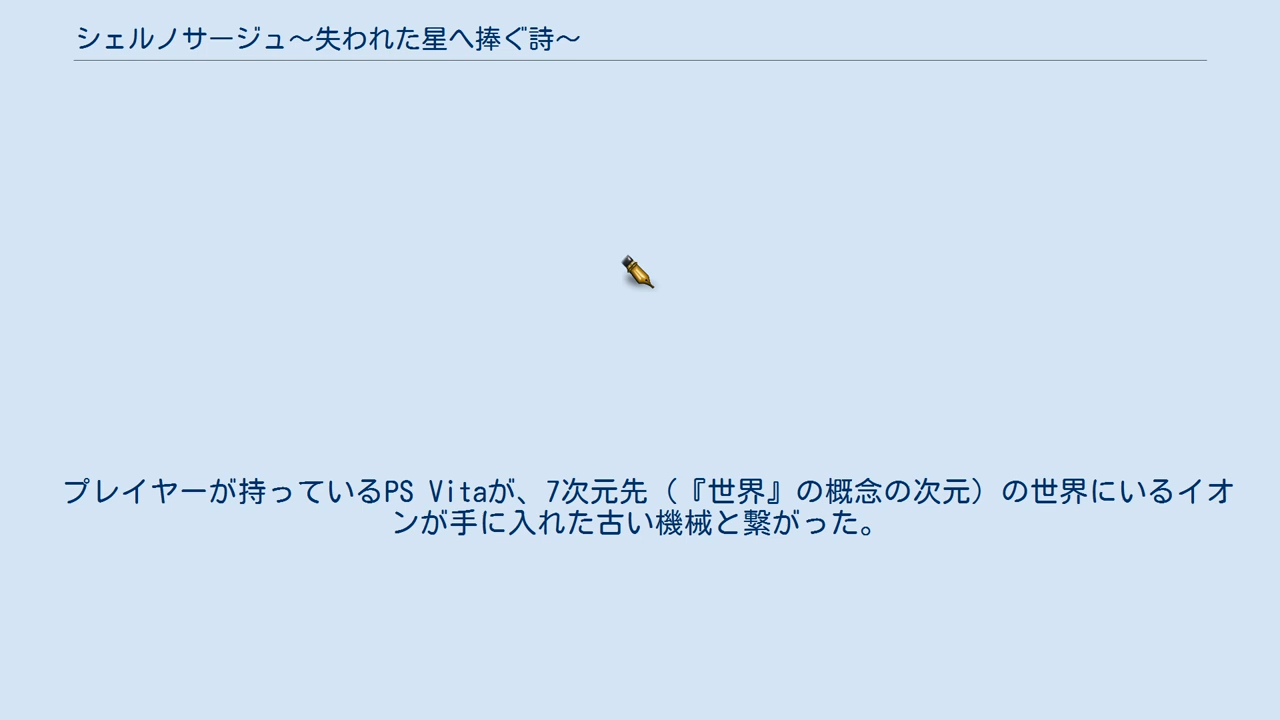 シェルノサージュ～失われた星へ捧ぐ詩～
プレイヤーが持っているPS Vitaが、7次元先（『世界』の概念の次元）の世界にいるイオ
ンが手に入れた古い機械と繋がった。